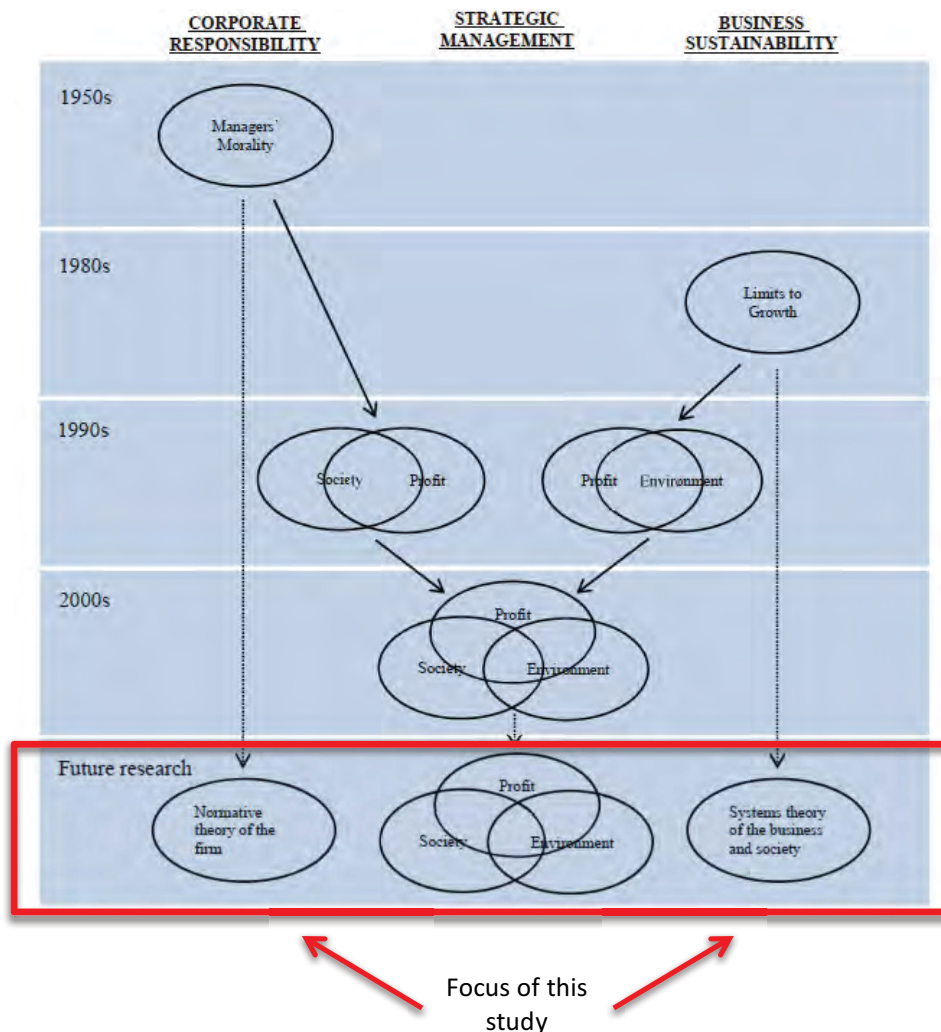 CORPORATE
RESPONSIBILITY
STRATEGIC
MANAGEMENT
BUSINESS
SUSTAINABILITY
1950s
Managers'
Morality
1980s
Limits to
Growth
1990s
Society
Profit
Profit
Environment
2000s
Profit
Society
Environment
Future research
Normative
theory of the
firm
Profit
Society
Environment
Systems theory
of the business
and society
Focus of this
study